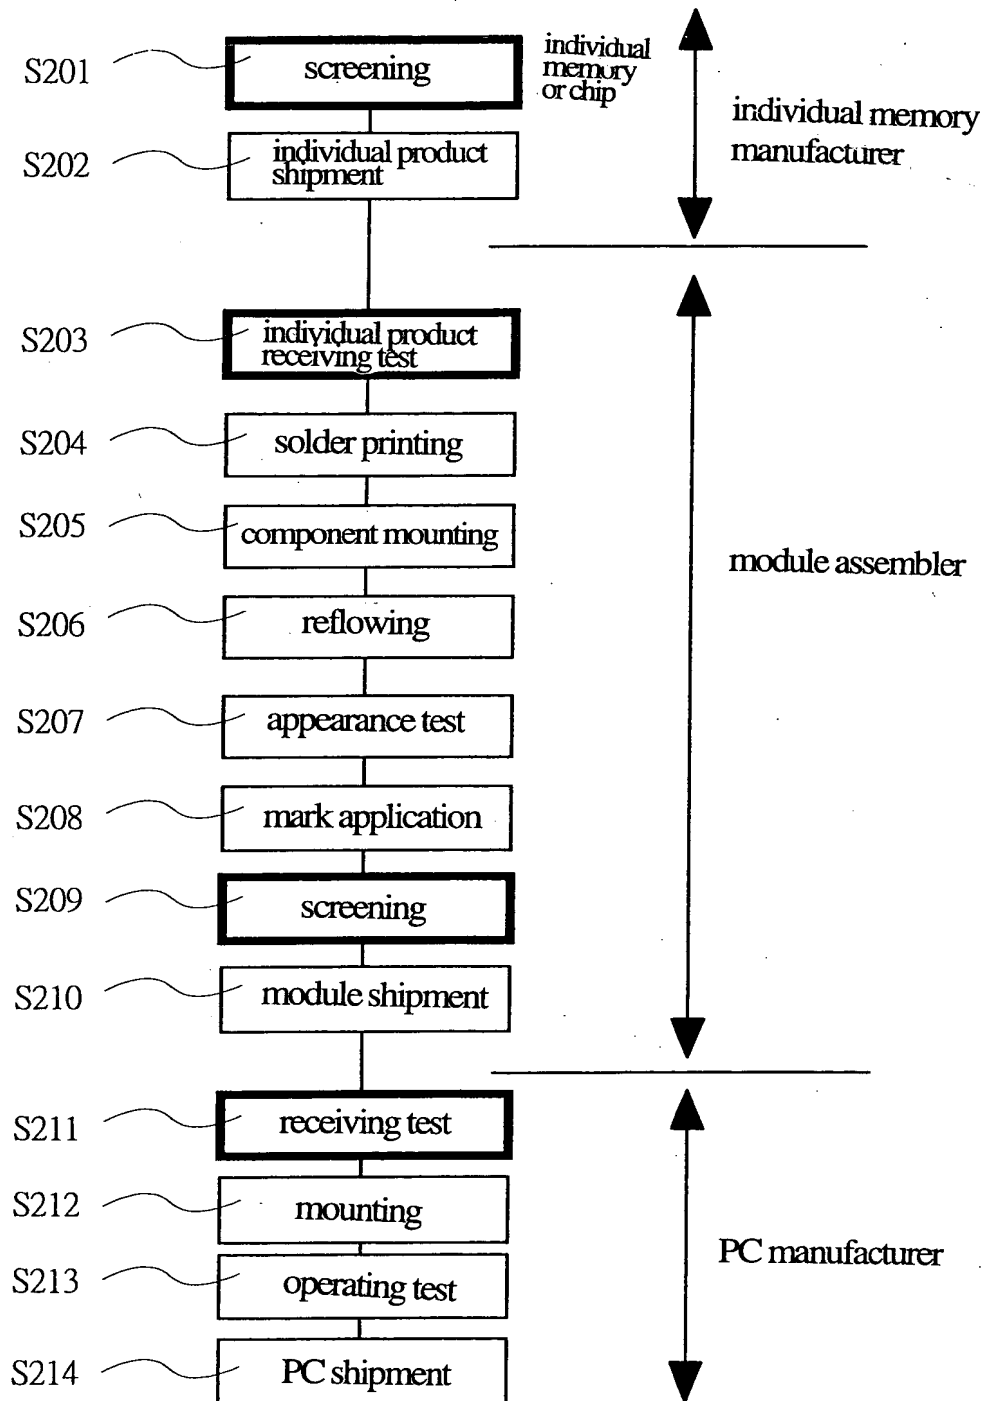 S201
screening
individual
memory
or chip
individual memory
manufacturer
S202
individual product
shipment
S203
individual product
receiving test
S204
solder printing
S205
component mounting
module assembler
S206
reflowing
S207
appearance test
S208
mark application
S209
screening
S210
module shipment
S211
receiving test
S212
mounting
PC manufacturer
S213
operating test
S214
PC shipment